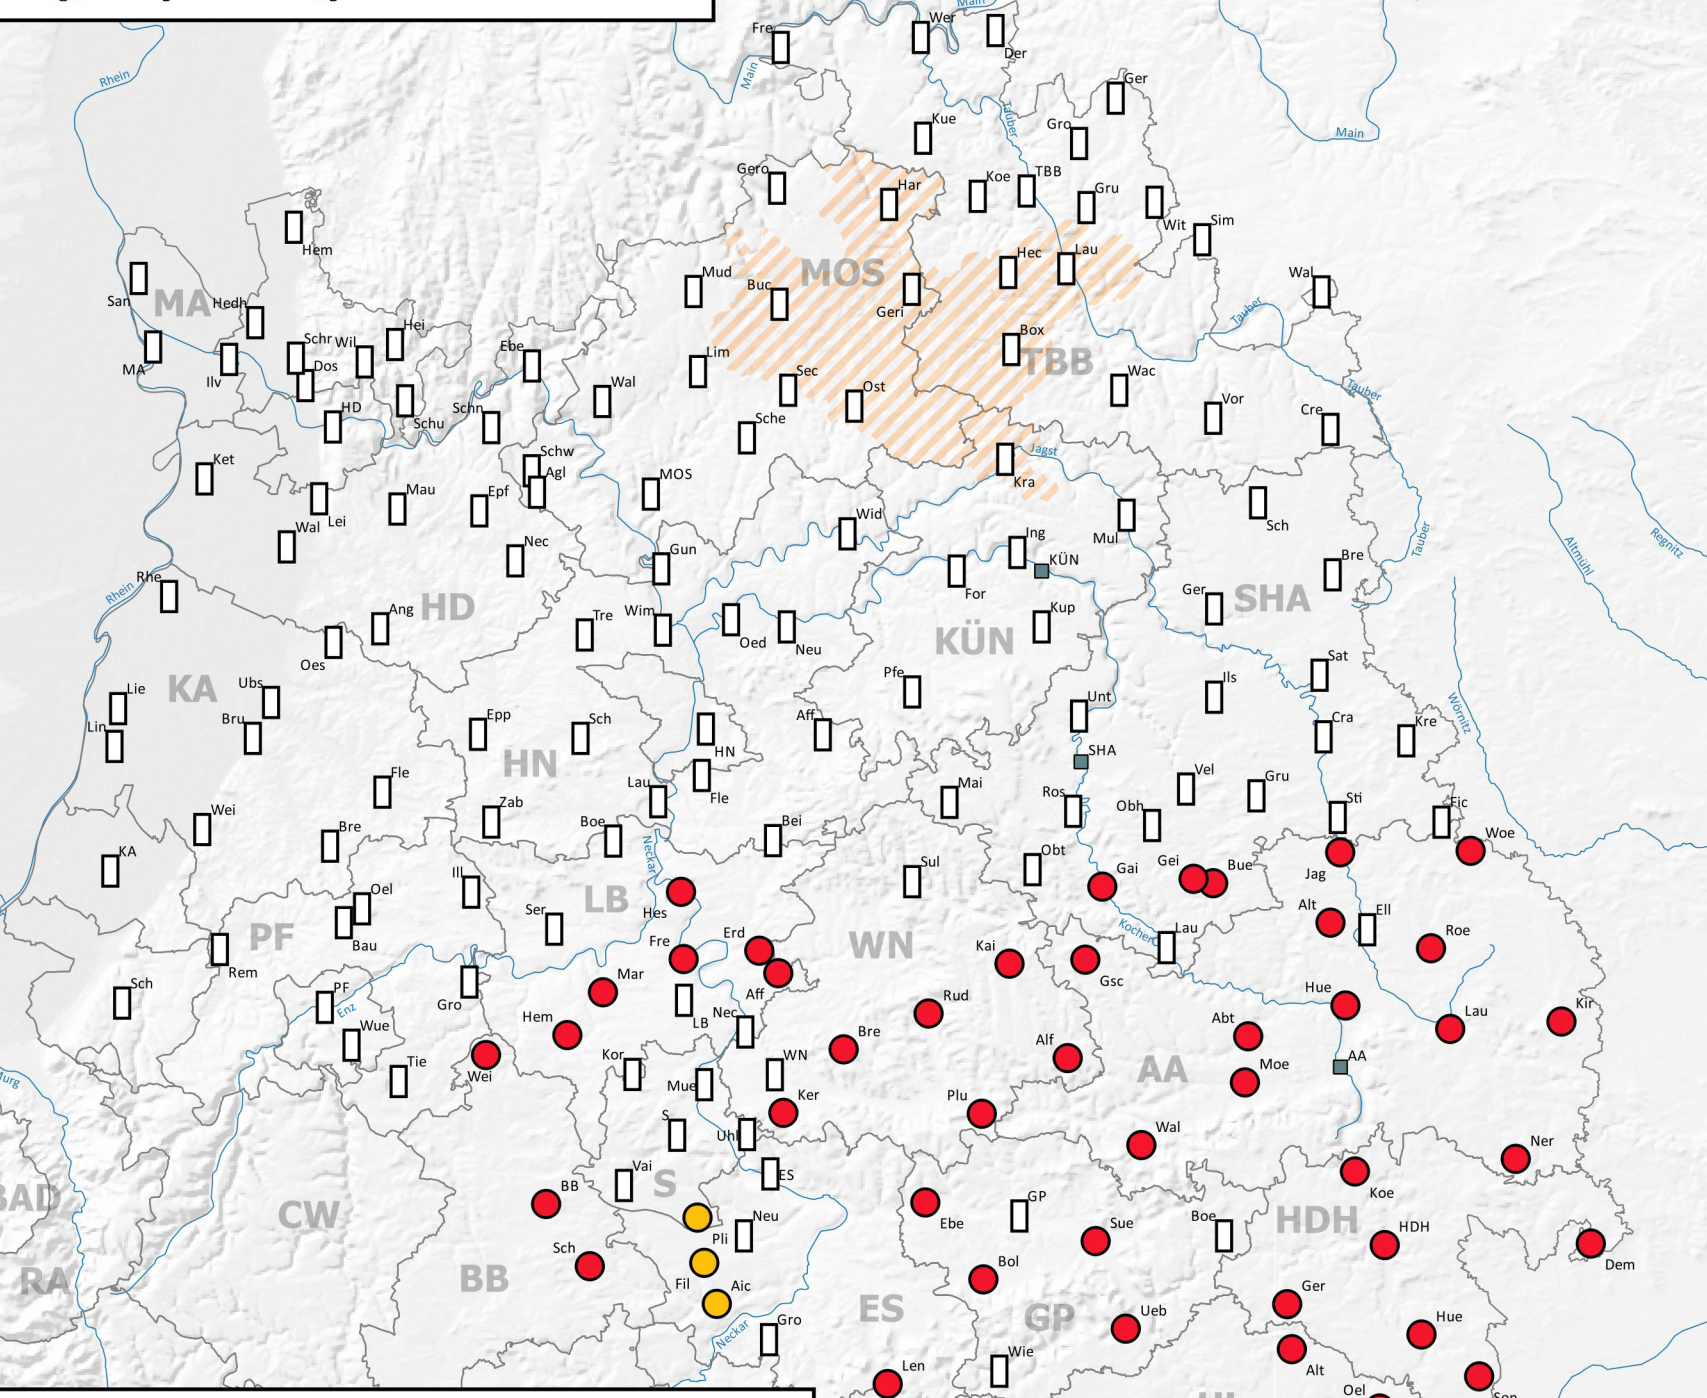 Main
Wer
Fre
Der
Rhein
Main
Ger
Kue
Tauber
Gro
Main
Gero
Har
Koe
TBB
Gru
Wit
Sim
Hem
Hec
Lau
Mud
MOS
Buc
Geri
Wal
San
MA
Hedh
Hei
Tauber
Schr
Wil
Box
TBB
Ebe
MA
Ilv
Dos
Lim
Sec
Wal
Ost
Wac
Tauber
HD
Schu
Schn
Sche
Vor
Cre
Ket
Schw
Agl
Jagst
MOS
Kra
Mau
Epf
Lei
Wal
Wid
Sch
Mul
Tauber
Altmühl
Regnitz
Nec
Gun
Ing
KÜN
Bre
Rhe
Rhein
For
Ger
SHA
Ang
HD
Tre
Wim
Oed
Neu
Kup
KÜN
Oes
Sat
Ubs
KA
Lie
Pfe
Ils
Wörnitz
Lin
Bru
Epp
Sch
HN
Aff
Unt
Cra
Kre
SHA
HN
Fle
Lau
Fle
Mai
Vel
Gru
Wei
Zab
Boe
Bei
Ros
Obh
Sti
Fic
Bre
Neckar
Woe
KA
Sul
Obt
Gai
Gei
Bue
Jag
Oel
Ill
LB
Hes
Alt
Ell
Bau
Ser
PF
Fre
Erd
WN
Kai
Kocher
Lau
Roe
Rem
Sch
PF
Enz
Gro
Mar
Aff
Gsc
Hue
Hem
LB
Nec
Rud
Abt
Lau
Kir
Wue
Tie
Wei
Kor
WN
Bre
Alf
AA
Moe
AA
Murg
Mue
Ker
Plu
S
Uhl
Wal
Ner
BAD
CW
BB
Vai
S
ES
Koe
Pli
Neu
Ebe
GP
Sue
Boe
HDH
HDH
Dem
RA
BB
Sch
Fil
Aic
Bol
ES
GP
Ueb
Ger
Hue
Neckar
Gro
Len
Wie
Alt
Oel